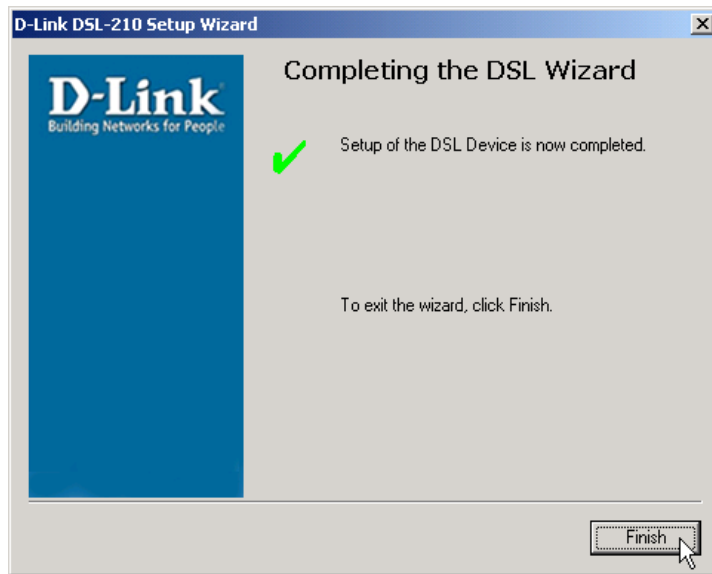 D-Link DSL-210 Setup Wizard
D-Link
Building Networks for People
Completing the DSL Wizard
Setup of the DSL Device is now completed.
To exit the wizard, click Finish.
Finish